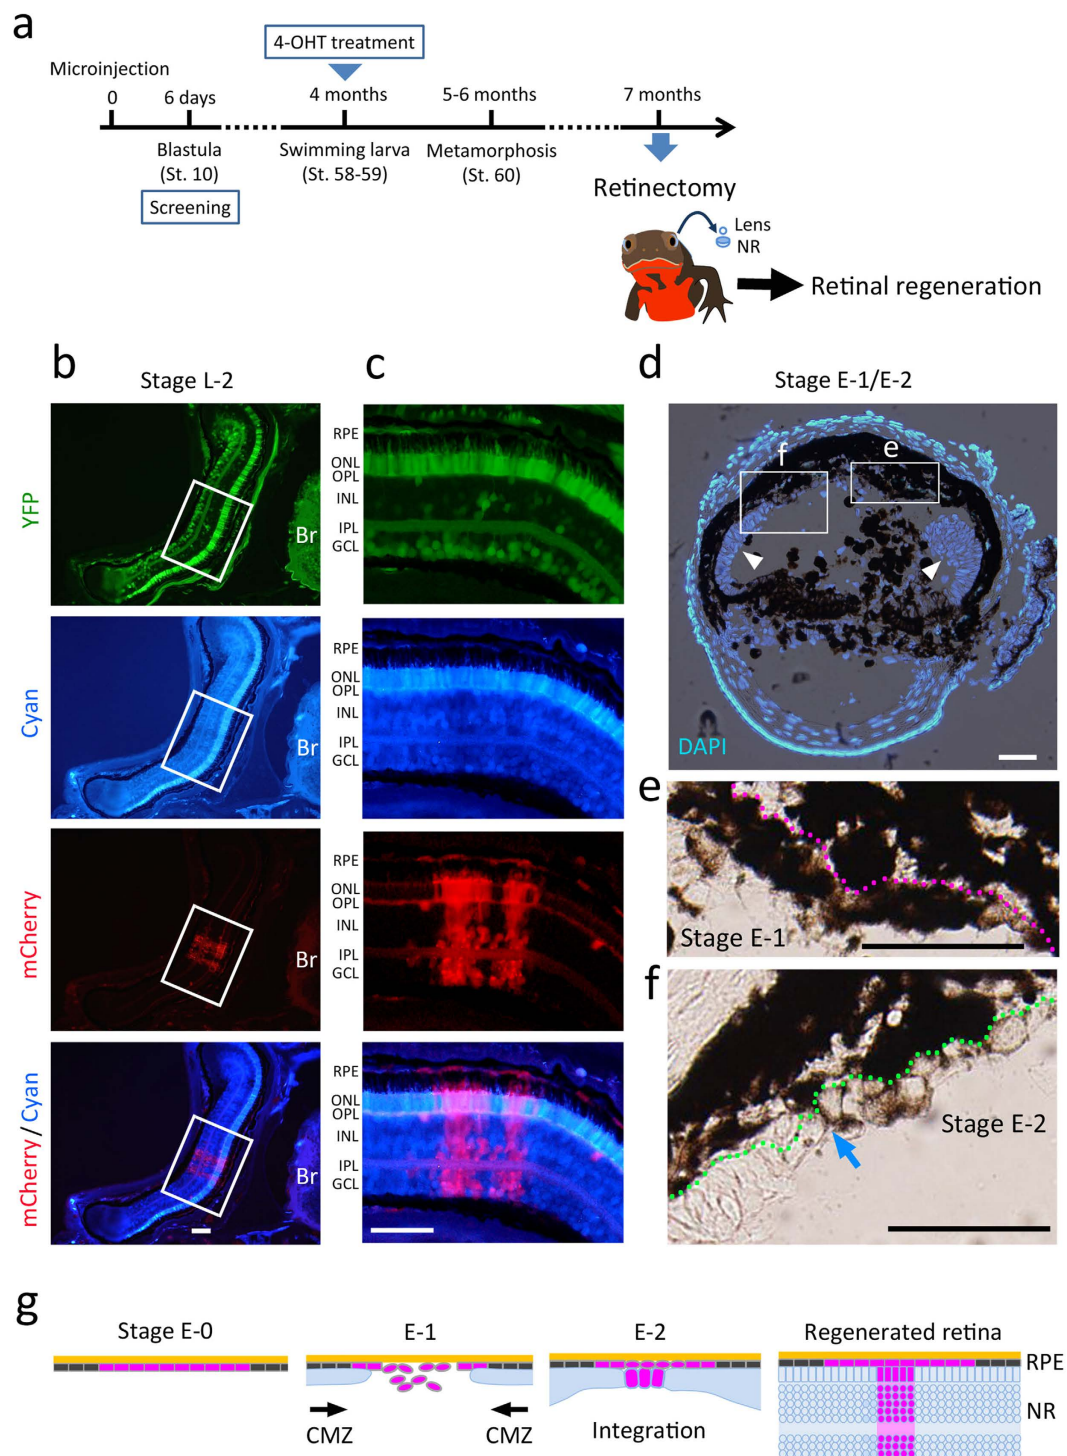 a
4-OHT treatment
Microinjection
0
6 days
4 months
5-6 months
7 months
Blastula
(St. 10)
Swimming larva
(St. 58-59)
Metamorphosis
(St. 60)
Screening
Retinectomy
Lens
NR
Retinal regeneration
b
Stage L-2
c
d
Stage E-1/E-2
YFP
Br
RPE
ONL
OPL
INL
IPL
GCL
f
e
DAPI
Cyan
Br
RPE
ONL
OPL
INL
IPL
GCL
e
Stage E-1
mCherry
Br
RPE
ONL
OPL
INL
IPL
GCL
f
Stage E-2
mCherry / Cyan
Br
RPE
ONL
OPL
INL
IPL
GCL
g
Stage E-0
E-1
E-2
Regenerated retina
RPE
NR
CMZ
CMZ
Integration